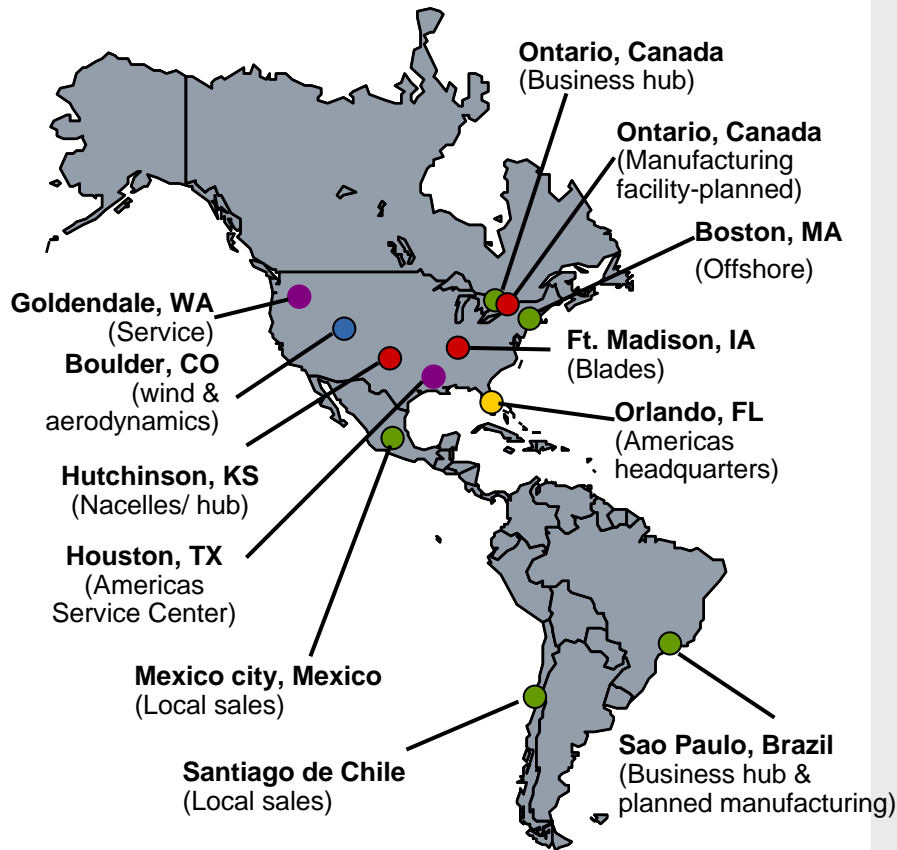 Ontario, Canada
(Business hub)
Ontario, Canada
(Manufacturing
facility-planned)
Boston, MA
(Offshore)
Goldendale, WA
(Service)
Boulder, CO
(wind &
aerodynamics)
Ft. Madison, IA
(Blades)
Orlando, FL
(Americas
headquarters)
Hutchinson, KS
(Nacelles/ hub)
Houston, TX
(Americas
Service Center)
Mexico city, Mexico
(Local sales)
Santiago de Chile
(Local sales)
Sao Paulo, Brazil
(Business hub &
planned manufacturing)